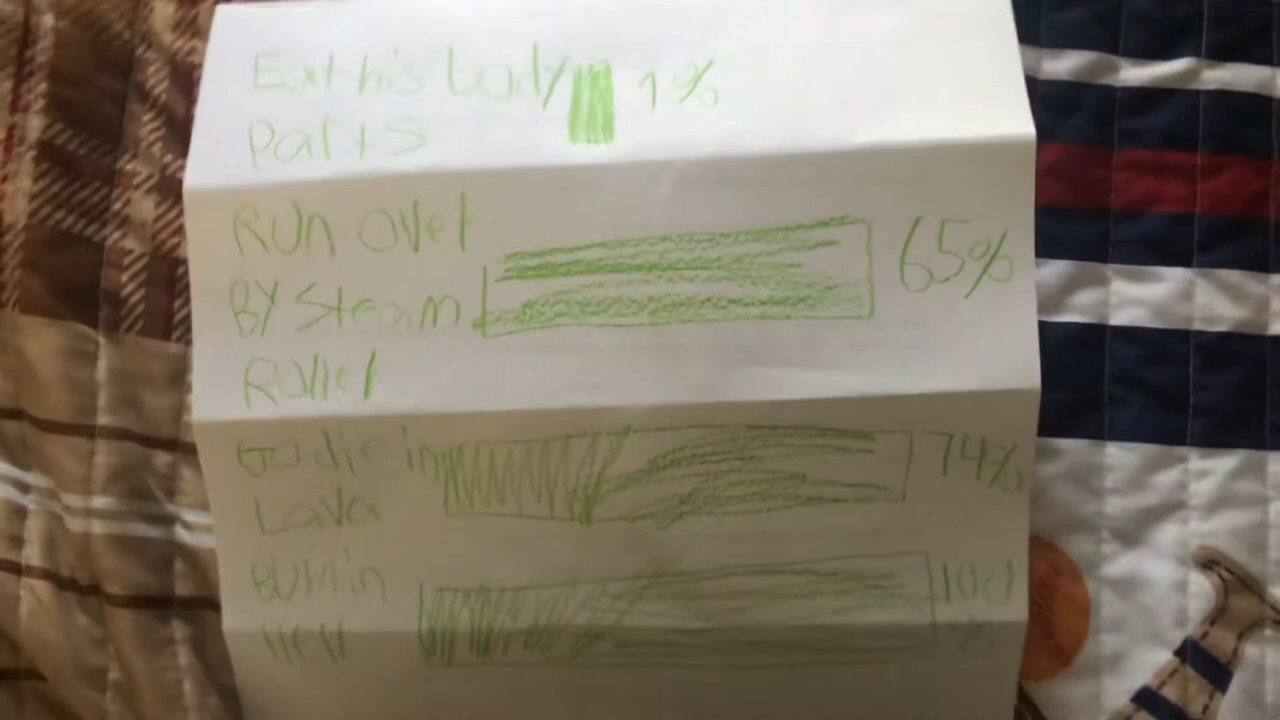 Eat his body 1%
Parts
Run over
By Steam 65%
Roller
Go die in 74%
Lava
Burn in 100
Hell %